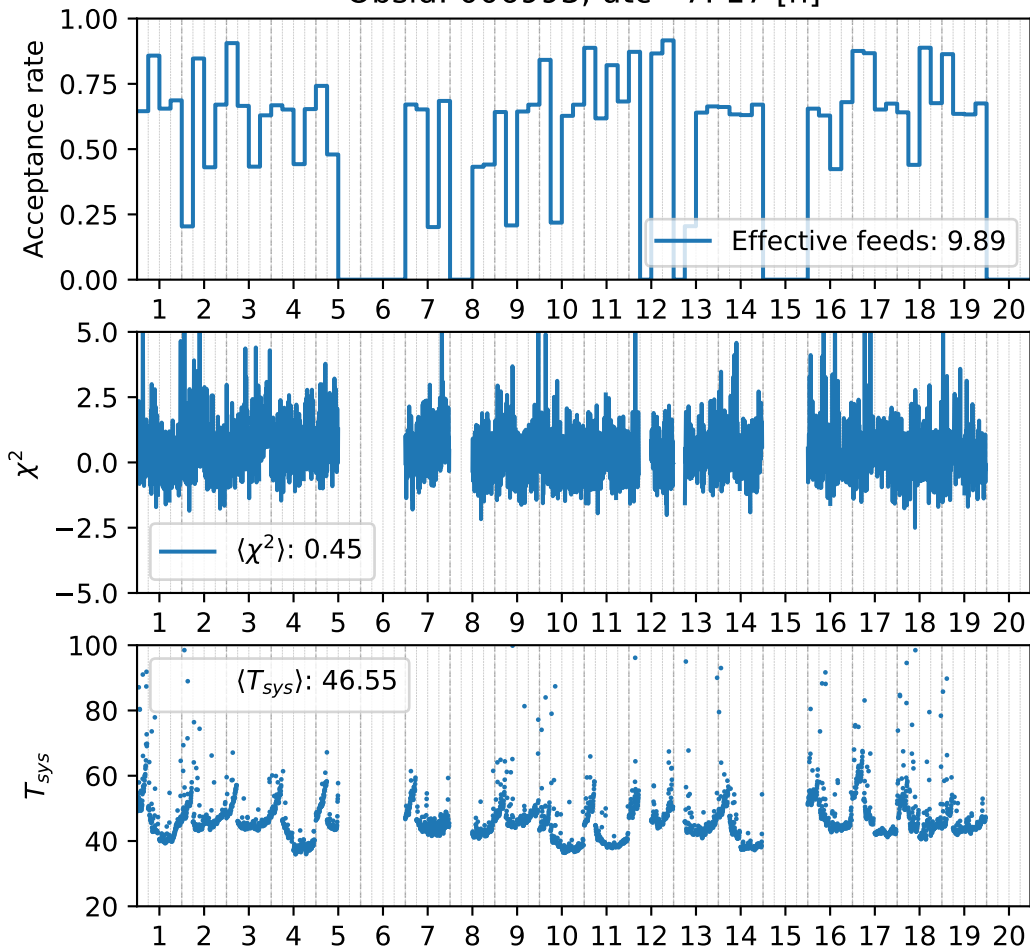 1.00
0.75
0.50
0.25
0.00
Acceptance rate
Effective feeds: 9.89
1 2 3 4 5 6 7 8 9 10 11 12 13 14 15 16 17 18 19 20
5.0
2.5
0.0
−2.5
−5.0
χ²
⟨χ²⟩: 0.45
1 2 3 4 5 6 7 8 9 10 11 12 13 14 15 16 17 18 19 20
100
80
60
40
20
T_sys
⟨T_sys⟩: 46.55
1 2 3 4 5 6 7 8 9 10 11 12 13 14 15 16 17 18 19 20